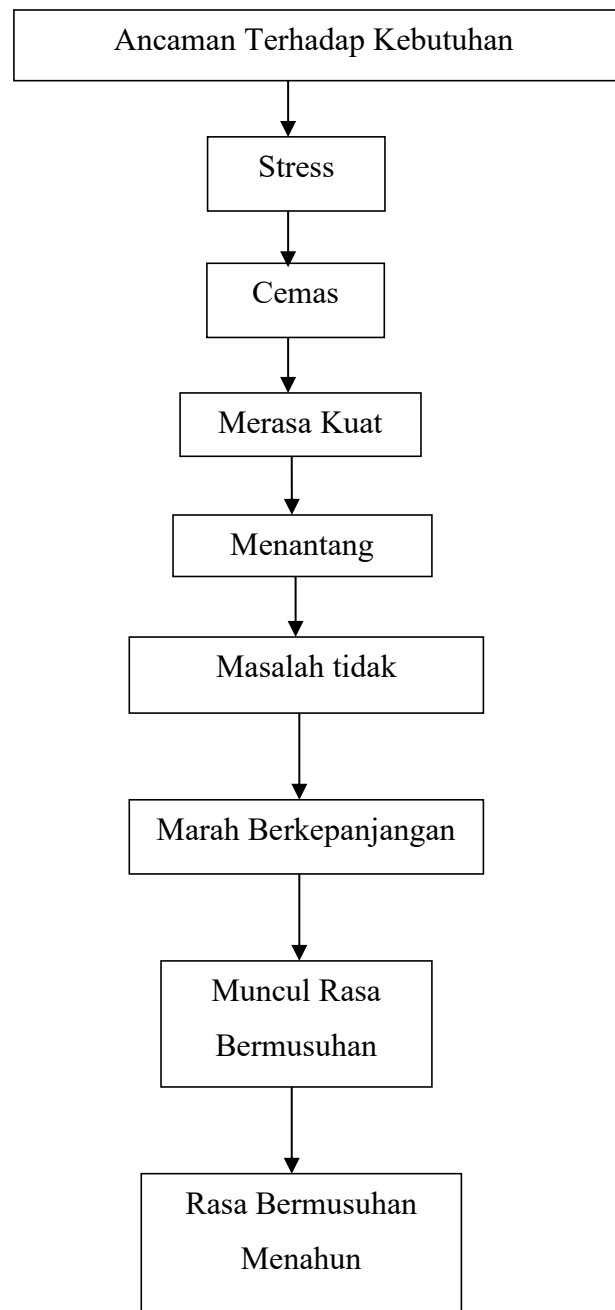 Ancaman Terhadap Kebutuhan
Stress
Cemas
Merasa Kuat
Menantang
Masalah tidak
Marah Berkepanjangan
Muncul Rasa
Bermusuhan
Rasa Bermusuhan
Menahun